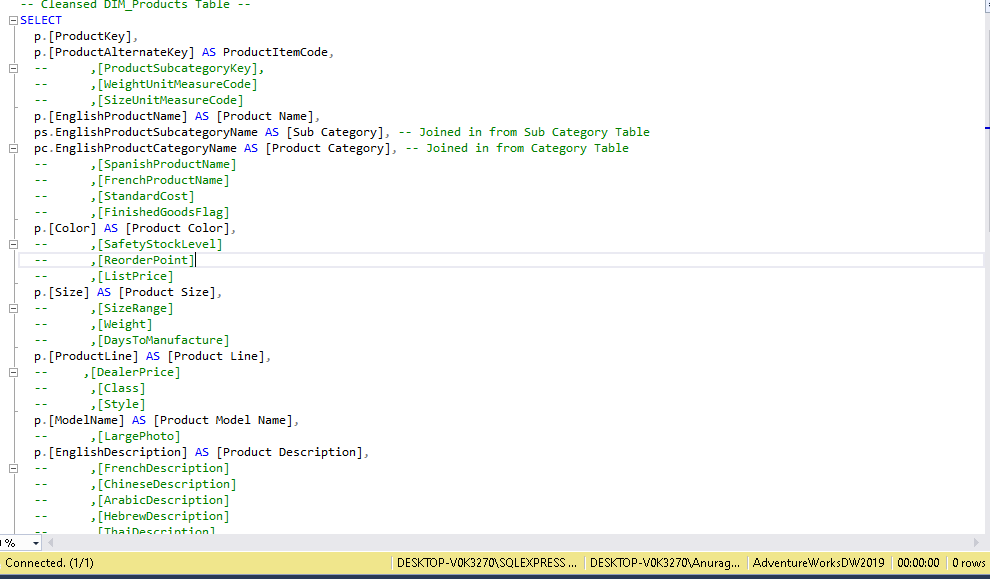 -- Cleansed DIM_Products Table --
SELECT
p.[ProductKey],
p.[ProductAlternateKey] AS ProductItemCode,
-- ,[ProductSubcategoryKey],
-- ,[WeightUnitMeasureCode]
-- ,[SizeUnitMeasureCode]
p.[EnglishProductName] AS [Product Name],
ps.EnglishProductSubcategoryName AS [Sub Category], -- Joined in from Sub Category Table
pc.EnglishProductCategoryName AS [Product Category], -- Joined in from Category Table
-- ,[SpanishProductName]
-- ,[FrenchProductName]
-- ,[StandardCost]
-- ,[FinishedGoodsFlag]
p.[Color] AS [Product Color],
-- ,[SafetyStockLevel]
-- ,[ReorderPoint]
-- ,[ListPrice]
p.[Size] AS [Product Size],
-- ,[SizeRange]
-- ,[Weight]
-- ,[DaysToManufacture]
p.[ProductLine] AS [Product Line],
-- ,[DealerPrice]
-- ,[Class]
-- ,[Style]
p.[ModelName] AS [Product Model Name],
-- ,[LargePhoto]
p.[EnglishDescription] AS [Product Description],
-- ,[FrenchDescription]
-- ,[ChineseDescription]
-- ,[ArabicDescription]
-- ,[HebrewDescription]
-- ,[ThaiDescription]
%
Connected. (1/1) DESKTOP-V0K3270\SQLEXPRESS ... DESKTOP-V0K3270\Anurag... AdventureWorksDW2019 00:00:00 0 rows